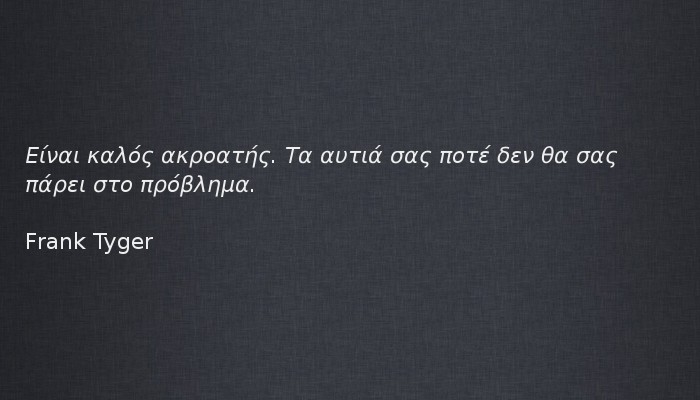 Είναι καλός ακροατής. Τα αυτιά σας ποτέ δεν θα σας
πάρει στο πρόβλημα.
Frank Tyger